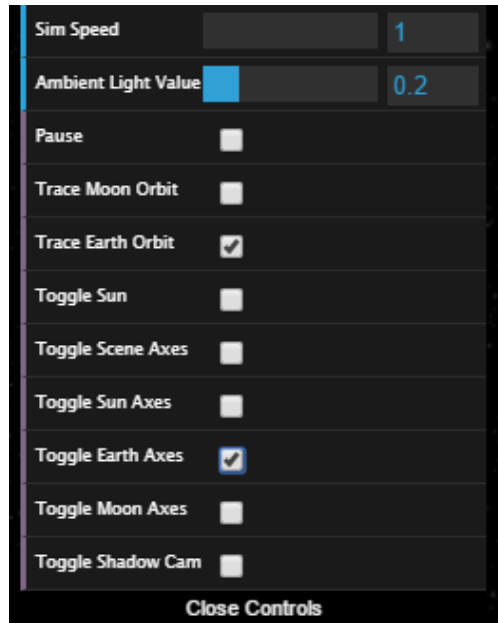 Sim Speed 1
Ambient Light Value 0.2
Pause
Trace Moon Orbit
Trace Earth Orbit
Toggle Sun
Toggle Scene Axes
Toggle Sun Axes
Toggle Earth Axes
Toggle Moon Axes
Toggle Shadow Cam
Close Controls